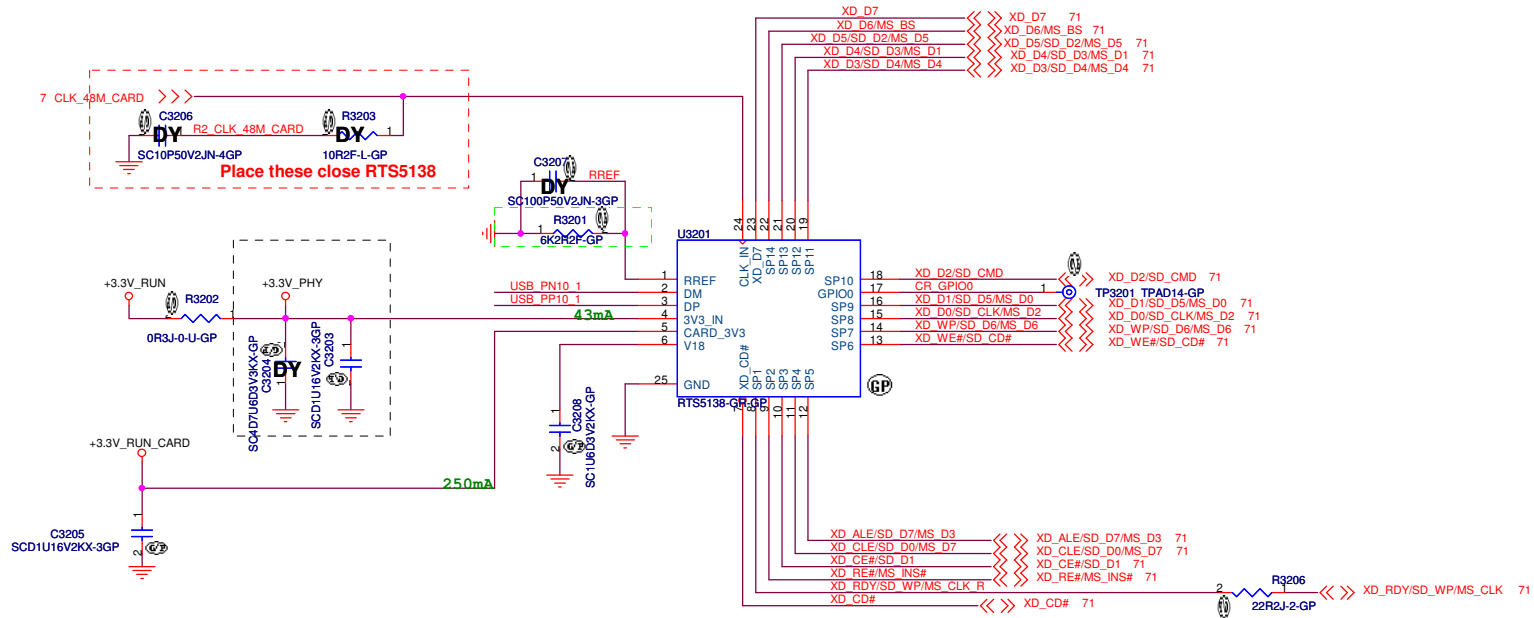 XD_D7
XD_D7 71
XD_D6/MS_BS
XD_D6/MS_BS 71
XD_D5/SD_D2/MS_D5
XD_D5/SD_D2/MS_D5 71
XD_D4/SD_D3/MS_D1
XD_D4/SD_D3/MS_D1 71
XD_D3/SD_D4/MS_D4
XD_D3/SD_D4/MS_D4 71
7 CLK_48M_CARD
C3206
DY
SC10P50V2JN-4GP
R2_CLK_48M_CARD
R3203
DY
1
10R2F-L-GP
Place these close RTS5138
C3207
1
DY
RREF
SC100P50V2JN-3GP
R3201
1
6K2R2F-GP
U3201
24
23
22
21
20
19
CLK_IN
XD_D7
SP14
SP13
SP12
SP11
1 RREF
USB_PN10_1
2 DM
USB_PP10_1
3 DP
43mA
4 3V3_IN
5 CARD_3V3
6 V18
25 GND
SP10 18
XD_D2/SD_CMD
XD_D2/SD_CMD 71
GPIO0 17
CR_GPIO0
1
TP3201 TPAD14-GP
SP9 16
XD_D1/SD_D5/MS_D0
XD_D1/SD_D5/MS_D0 71
SP8 15
XD_D0/SD_CLK/MS_D2
XD_D0/SD_CLK/MS_D2 71
SP7 14
XD_WP/SD_D6/MS_D6
XD_WP/SD_D6/MS_D6 71
SP6 13
XD_WE#/SD_CD#
XD_WE#/SD_CD# 71
XD_CD#
SP1
SP2
SP3
SP4
SP5
7
8
9
10
11
12
RTS5138-GR-GP
GP
+3.3V_RUN
R3202
1
0R3J-0-U-GP
+3.3V_PHY
SC4D7U6D3V3KX-GP
C3204
DY
1
SCD1U16V2KX-3GP
C3203
1
1
2
C3208
SC1U6D3V2KX-GP
+3.3V_RUN_CARD
250mA
1
2
C3205
SCD1U16V2KX-3GP
XD_ALE/SD_D7/MS_D3
XD_ALE/SD_D7/MS_D3 71
XD_CLE/SD_D0/MS_D7
XD_CLE/SD_D0/MS_D7 71
XD_CE#/SD_D1
XD_CE#/SD_D1 71
XD_RE#/MS_INS#
XD_RE#/MS_INS# 71
XD_RDY/SD_WP/MS_CLK_R
2
R3206
1
22R2J-2-GP
XD_RDY/SD_WP/MS_CLK 71
XD_CD#
XD_CD# 71